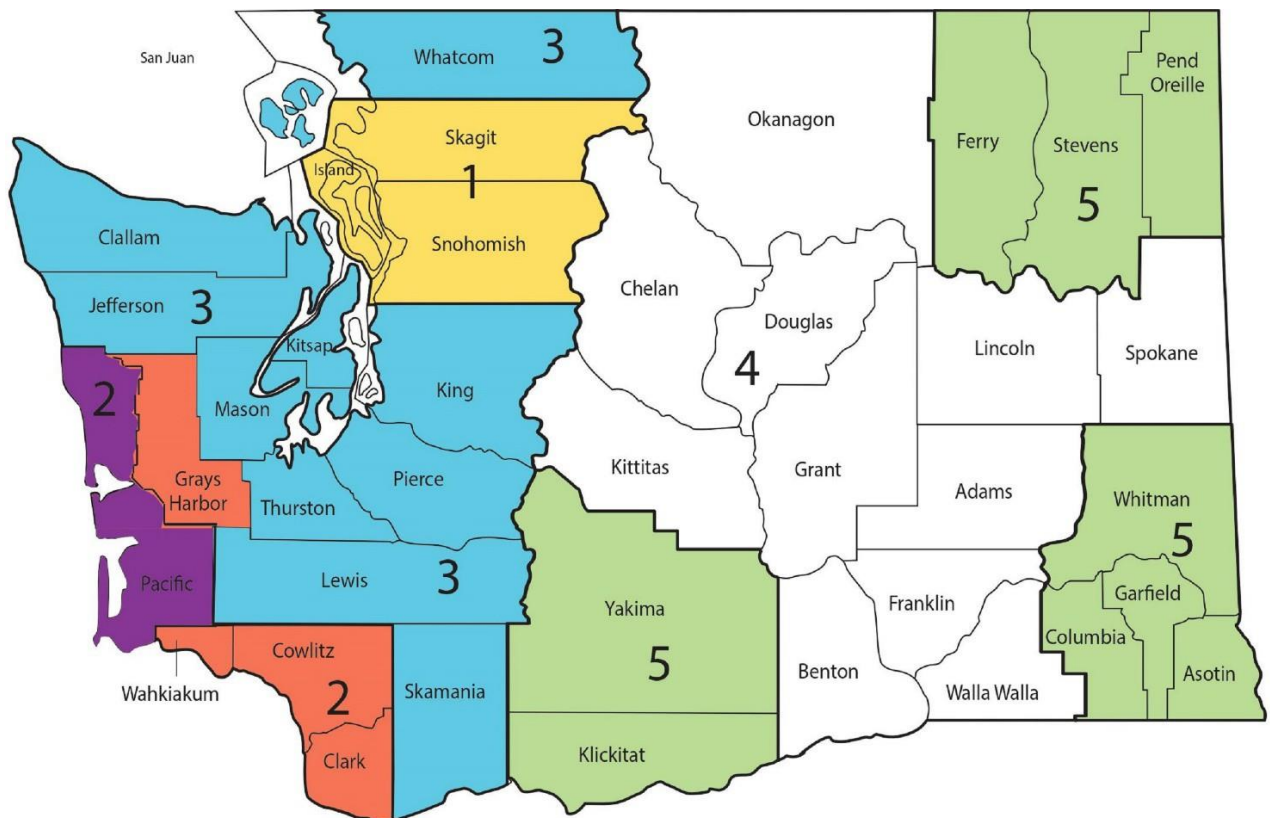 San Juan
Whatcom
3
Okanagon
Pend
Oreille
Ferry
Stevens
5
Skagit
Island
1
Snohomish
Clallam
Jefferson
3
Chelan
Douglas
4
Lincoln
Spokane
Kitsap
King
2
Mason
Grays
Harbor
Thurston
Pierce
Kittitas
Grant
Adams
Whitman
5
Pacific
Lewis
3
Yakima
5
Franklin
Garfield
Columbia
Asotin
Benton
Walla Walla
Wahkiakum
Cowlitz
2
Clark
Skamania
Klickitat